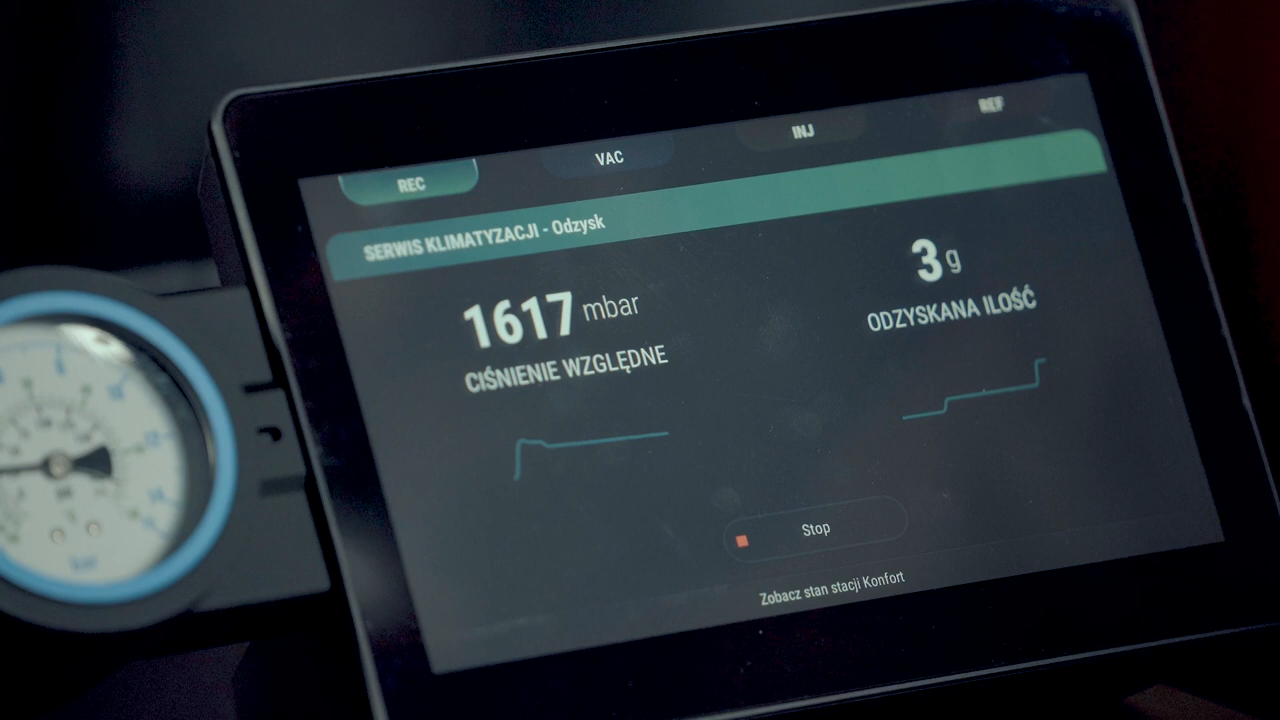 REC
VAC
INJ
REF
SERWIS KLIMATYZACJI - Odzysk
1617 mbar
CIŚNIENIE WZGLĘDNE
3 g
ODZYSKANA ILOŚĆ
Stop
Zobacz stan stacji Konfort
bar